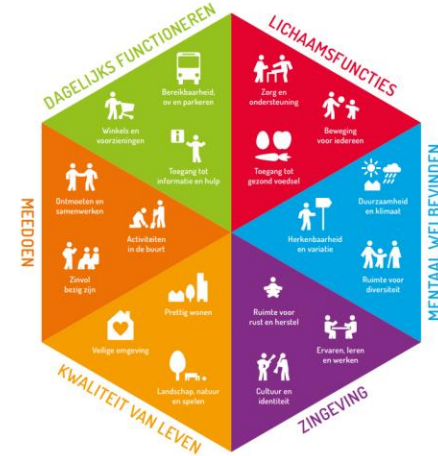 DAGELIJKS FUNCTIONEREN
Bereikbaarheid,
ov en parkeren
Winkels en
voorzieningen
Toegang tot
informatie en hulp
LICHAAMSFUNCTIES
Zorg en
ondersteuning
Beweging
voor iedereen
Toegang tot
gezond voedsel
MENTAAL WELBEVINDEN
Duurzaamheid
en klimaat
Herkenbaarheid
en variatie
Ruimte voor
diversiteit
ZINGEVING
Ruimte voor
rust en herstel
Ervaren, leren
en werken
Cultuur en
identiteit
KWALITEIT VAN LEVEN
Prettig wonen
Veilige omgeving
Landschap, natuur
en spelen
MEEDOEN
Ontmoeten en
samenwerken
Activiteiten
in de buurt
Zinvol
bezig zijn